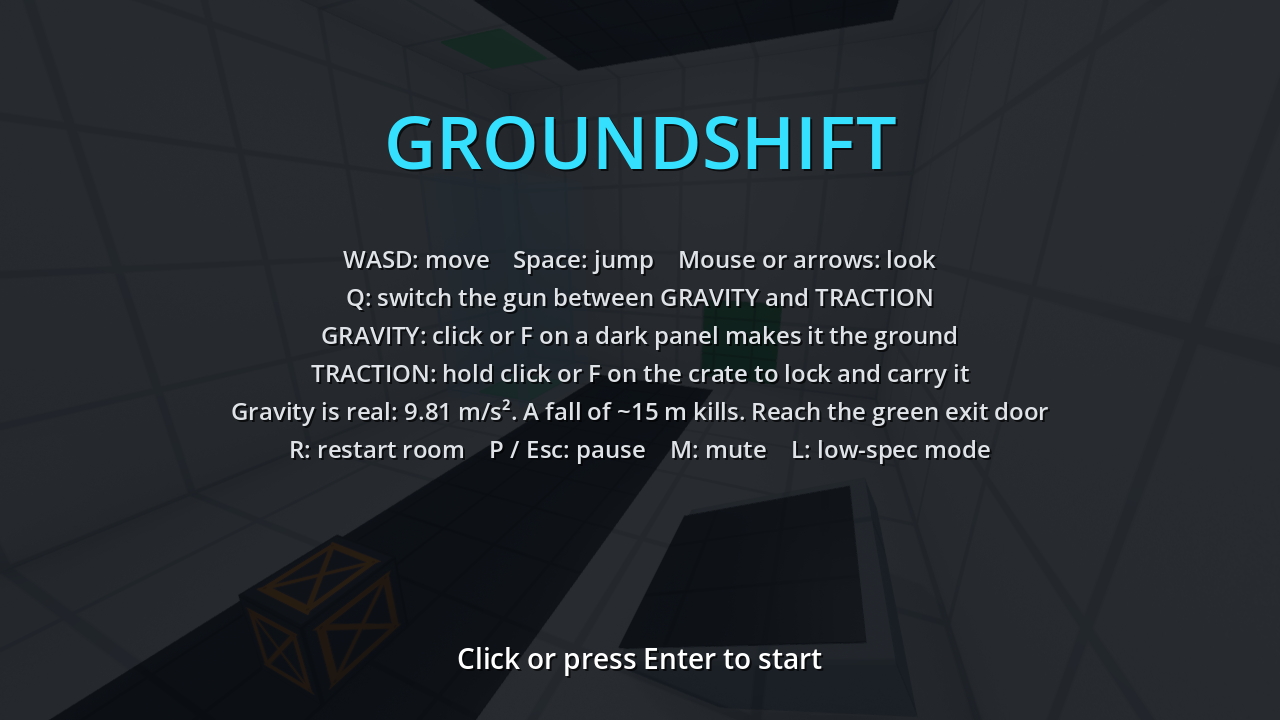 GROUNDSHIFT
WASD: move    Space: jump    Mouse or arrows: look
Q: switch the gun between GRAVITY and TRACTION
GRAVITY: click or F on a dark panel makes it the ground
TRACTION: hold click or F on the crate to lock and carry it
Gravity is real: 9.81 m/s². A fall of ~15 m kills. Reach the green exit door
R: restart room    P / Esc: pause    M: mute    L: low-spec mode
Click or press Enter to start